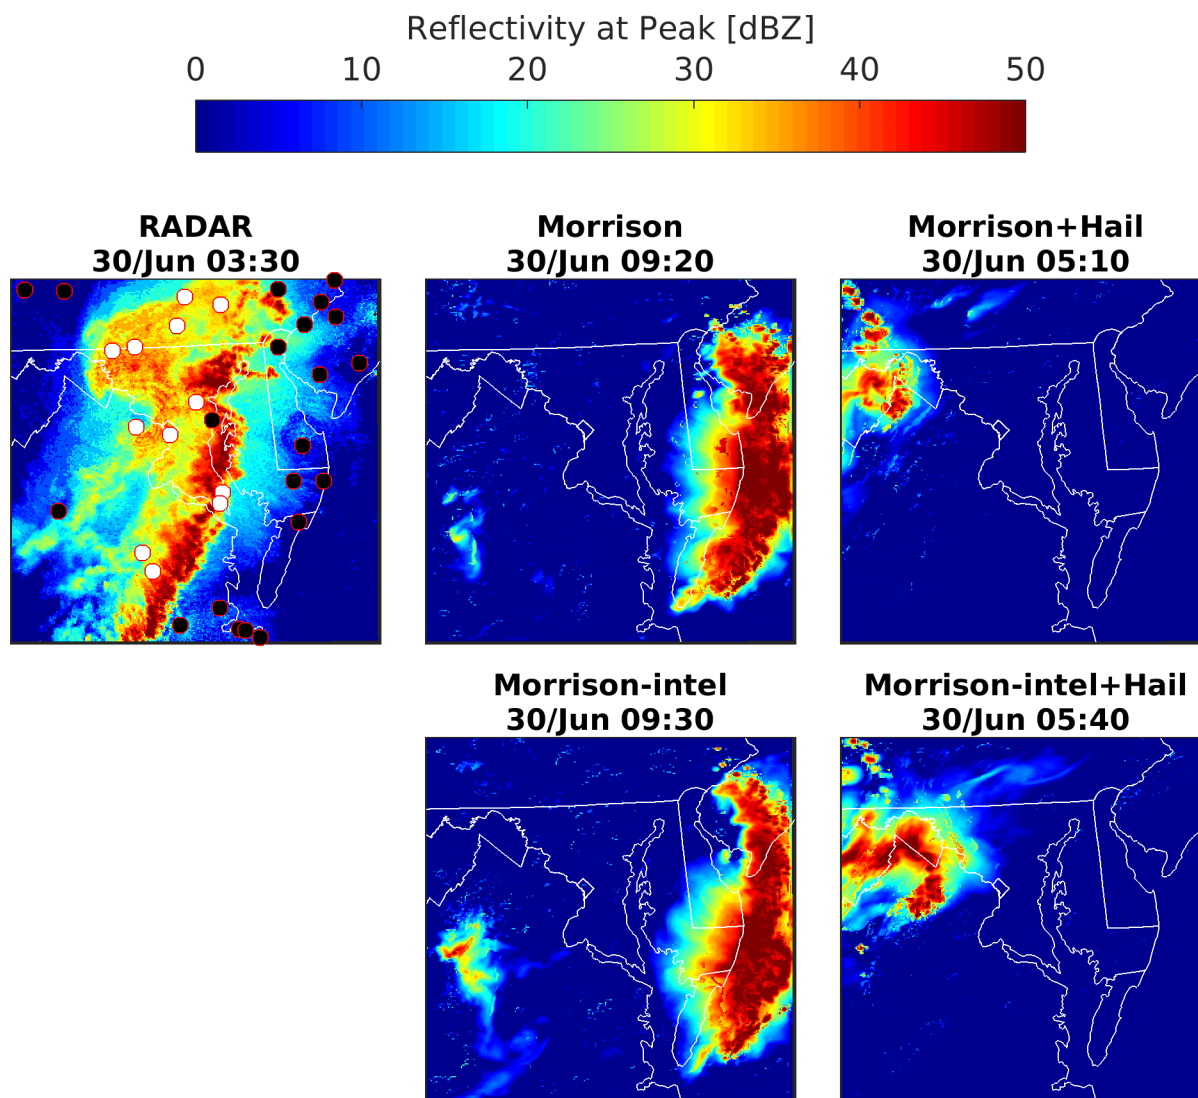 Reflectivity at Peak [dBZ]
0 10 20 30 40 50
RADAR
30/Jun 03:30
Morrison
30/Jun 09:20
Morrison+Hail
30/Jun 05:10
Morrison-intel
30/Jun 09:30
Morrison-intel+Hail
30/Jun 05:40